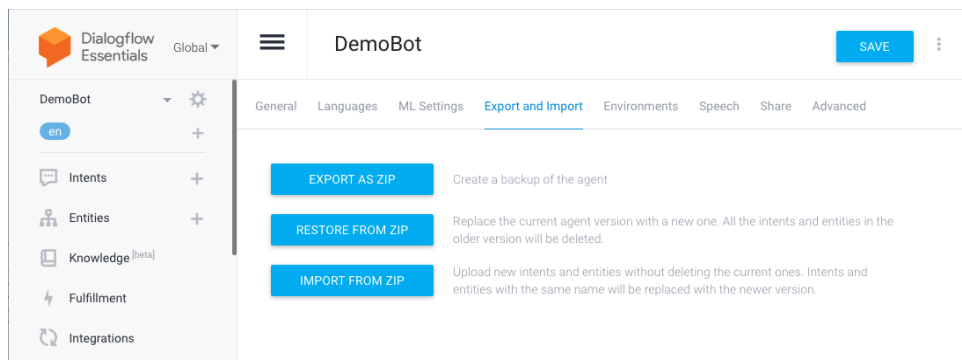 Dialogflow
Essentials
Global
DemoBot
SAVE
DemoBot
en
Intents
Entities
Knowledge [beta]
Fulfillment
Integrations
General Languages ML Settings Export and Import Environments Speech Share Advanced
EXPORT AS ZIP
Create a backup of the agent
RESTORE FROM ZIP
Replace the current agent version with a new one. All the intents and entities in the
older version will be deleted.
IMPORT FROM ZIP
Upload new intents and entities without deleting the current ones. Intents and
entities with the same name will be replaced with the newer version.